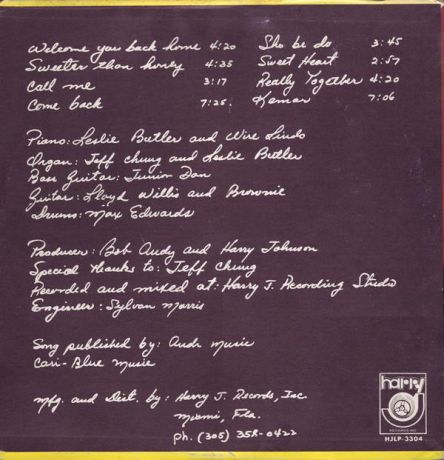 Welcome you back home 4:20
Sweeter than honey 4:35
Call me 3:17
Come back 7:25
Sho be do 3:45
Sweet Heart 2:57
Really Together 4:20
Kemar 7:06
Piano: Leslie Butler and Wire Lindo
Organ: Jeff Chung and Leslie Butler
Bass Guitar: Junior Dan
Guitar: Lloyd Willis and Brownie
Drums: Max Edwards
Producer: Bob Andy and Harry Johnson
Special thanks to: Jeff Chung
Recorded and mixed at: Harry J. Recording Studio
Engineer: Sylvan Morris
Song published by: Andr Music
Cari-Blue Music
Mfg. and Dist. by: Harry J. Records, Inc
Miami, Fla.
Ph. (305) 358-0422
harry J
RECORDS INC
HJLP-3304